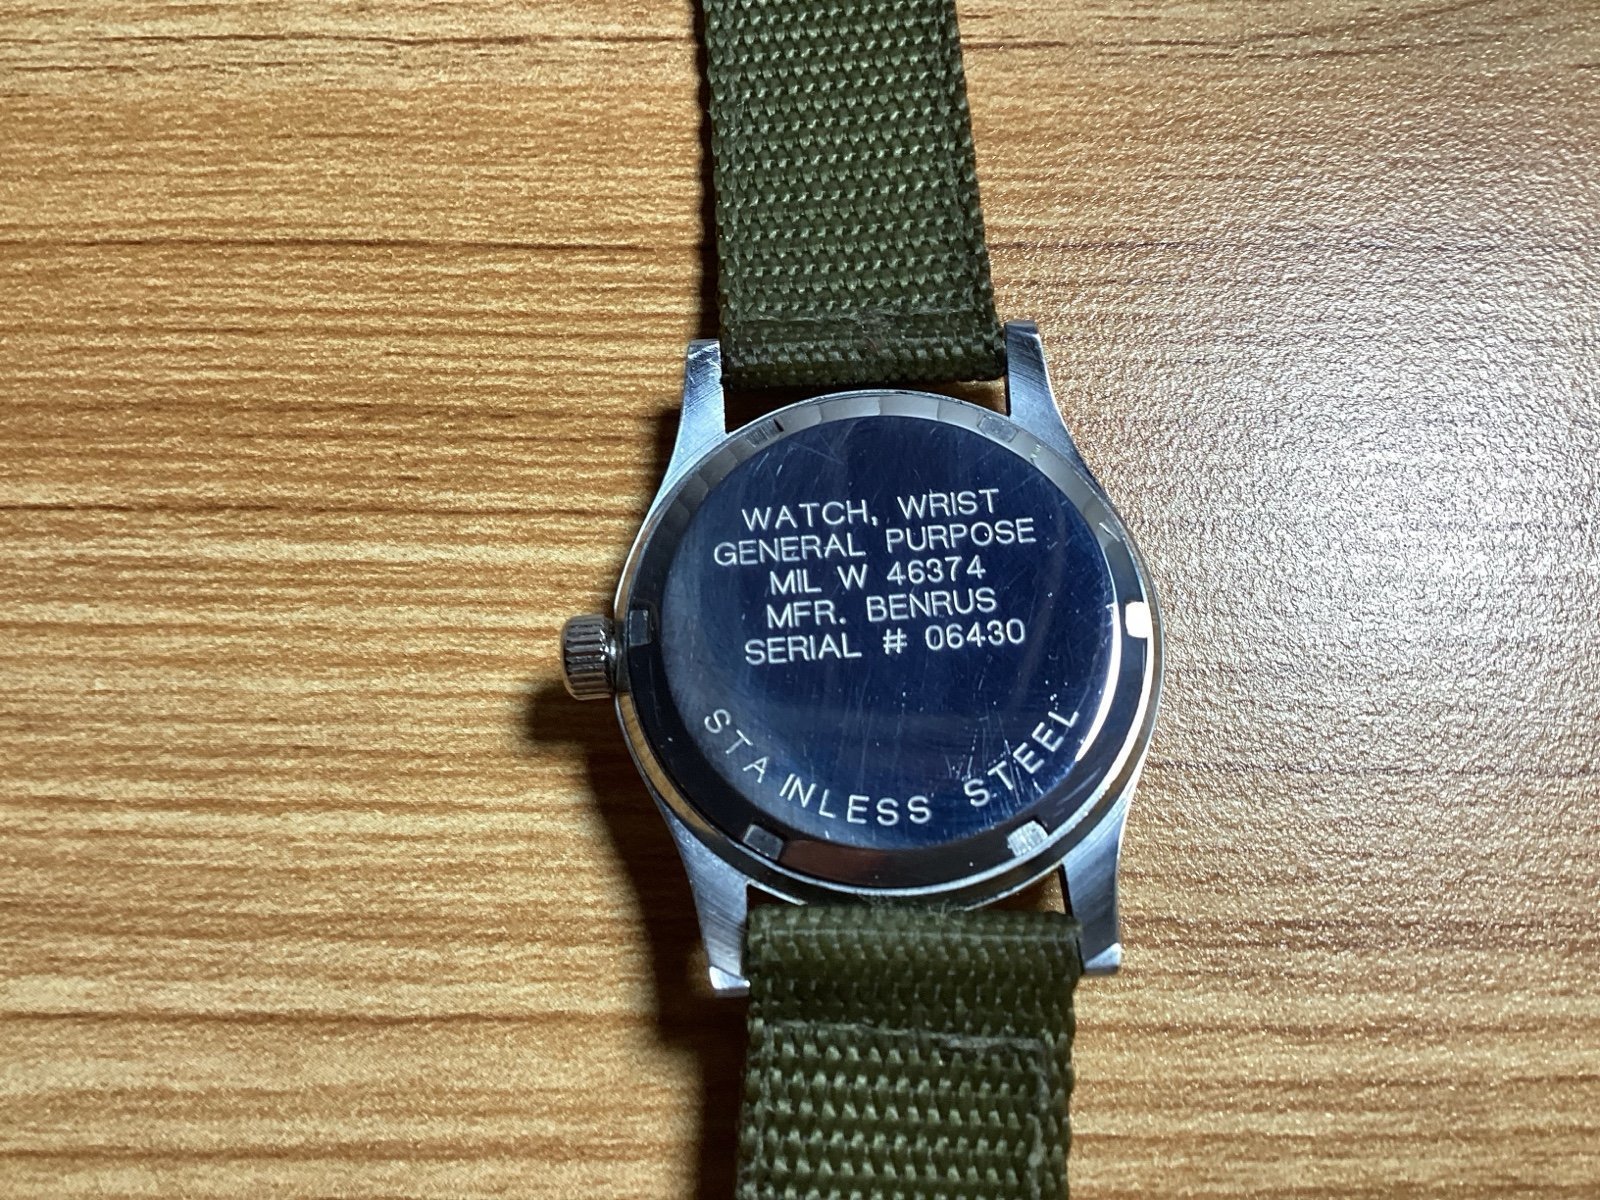 WATCH, WRIST
GENERAL PURPOSE
MIL W 46374
MFR. BENRUS
SERIAL # 06430
STAINLESS STEEL